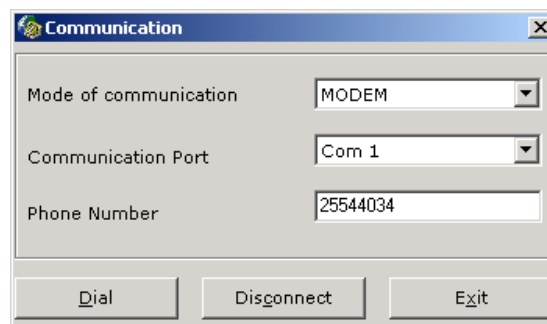 Communication
Mode of communication MODEM
Communication Port Com 1
Phone Number 25544034
Dial Disconnect Exit